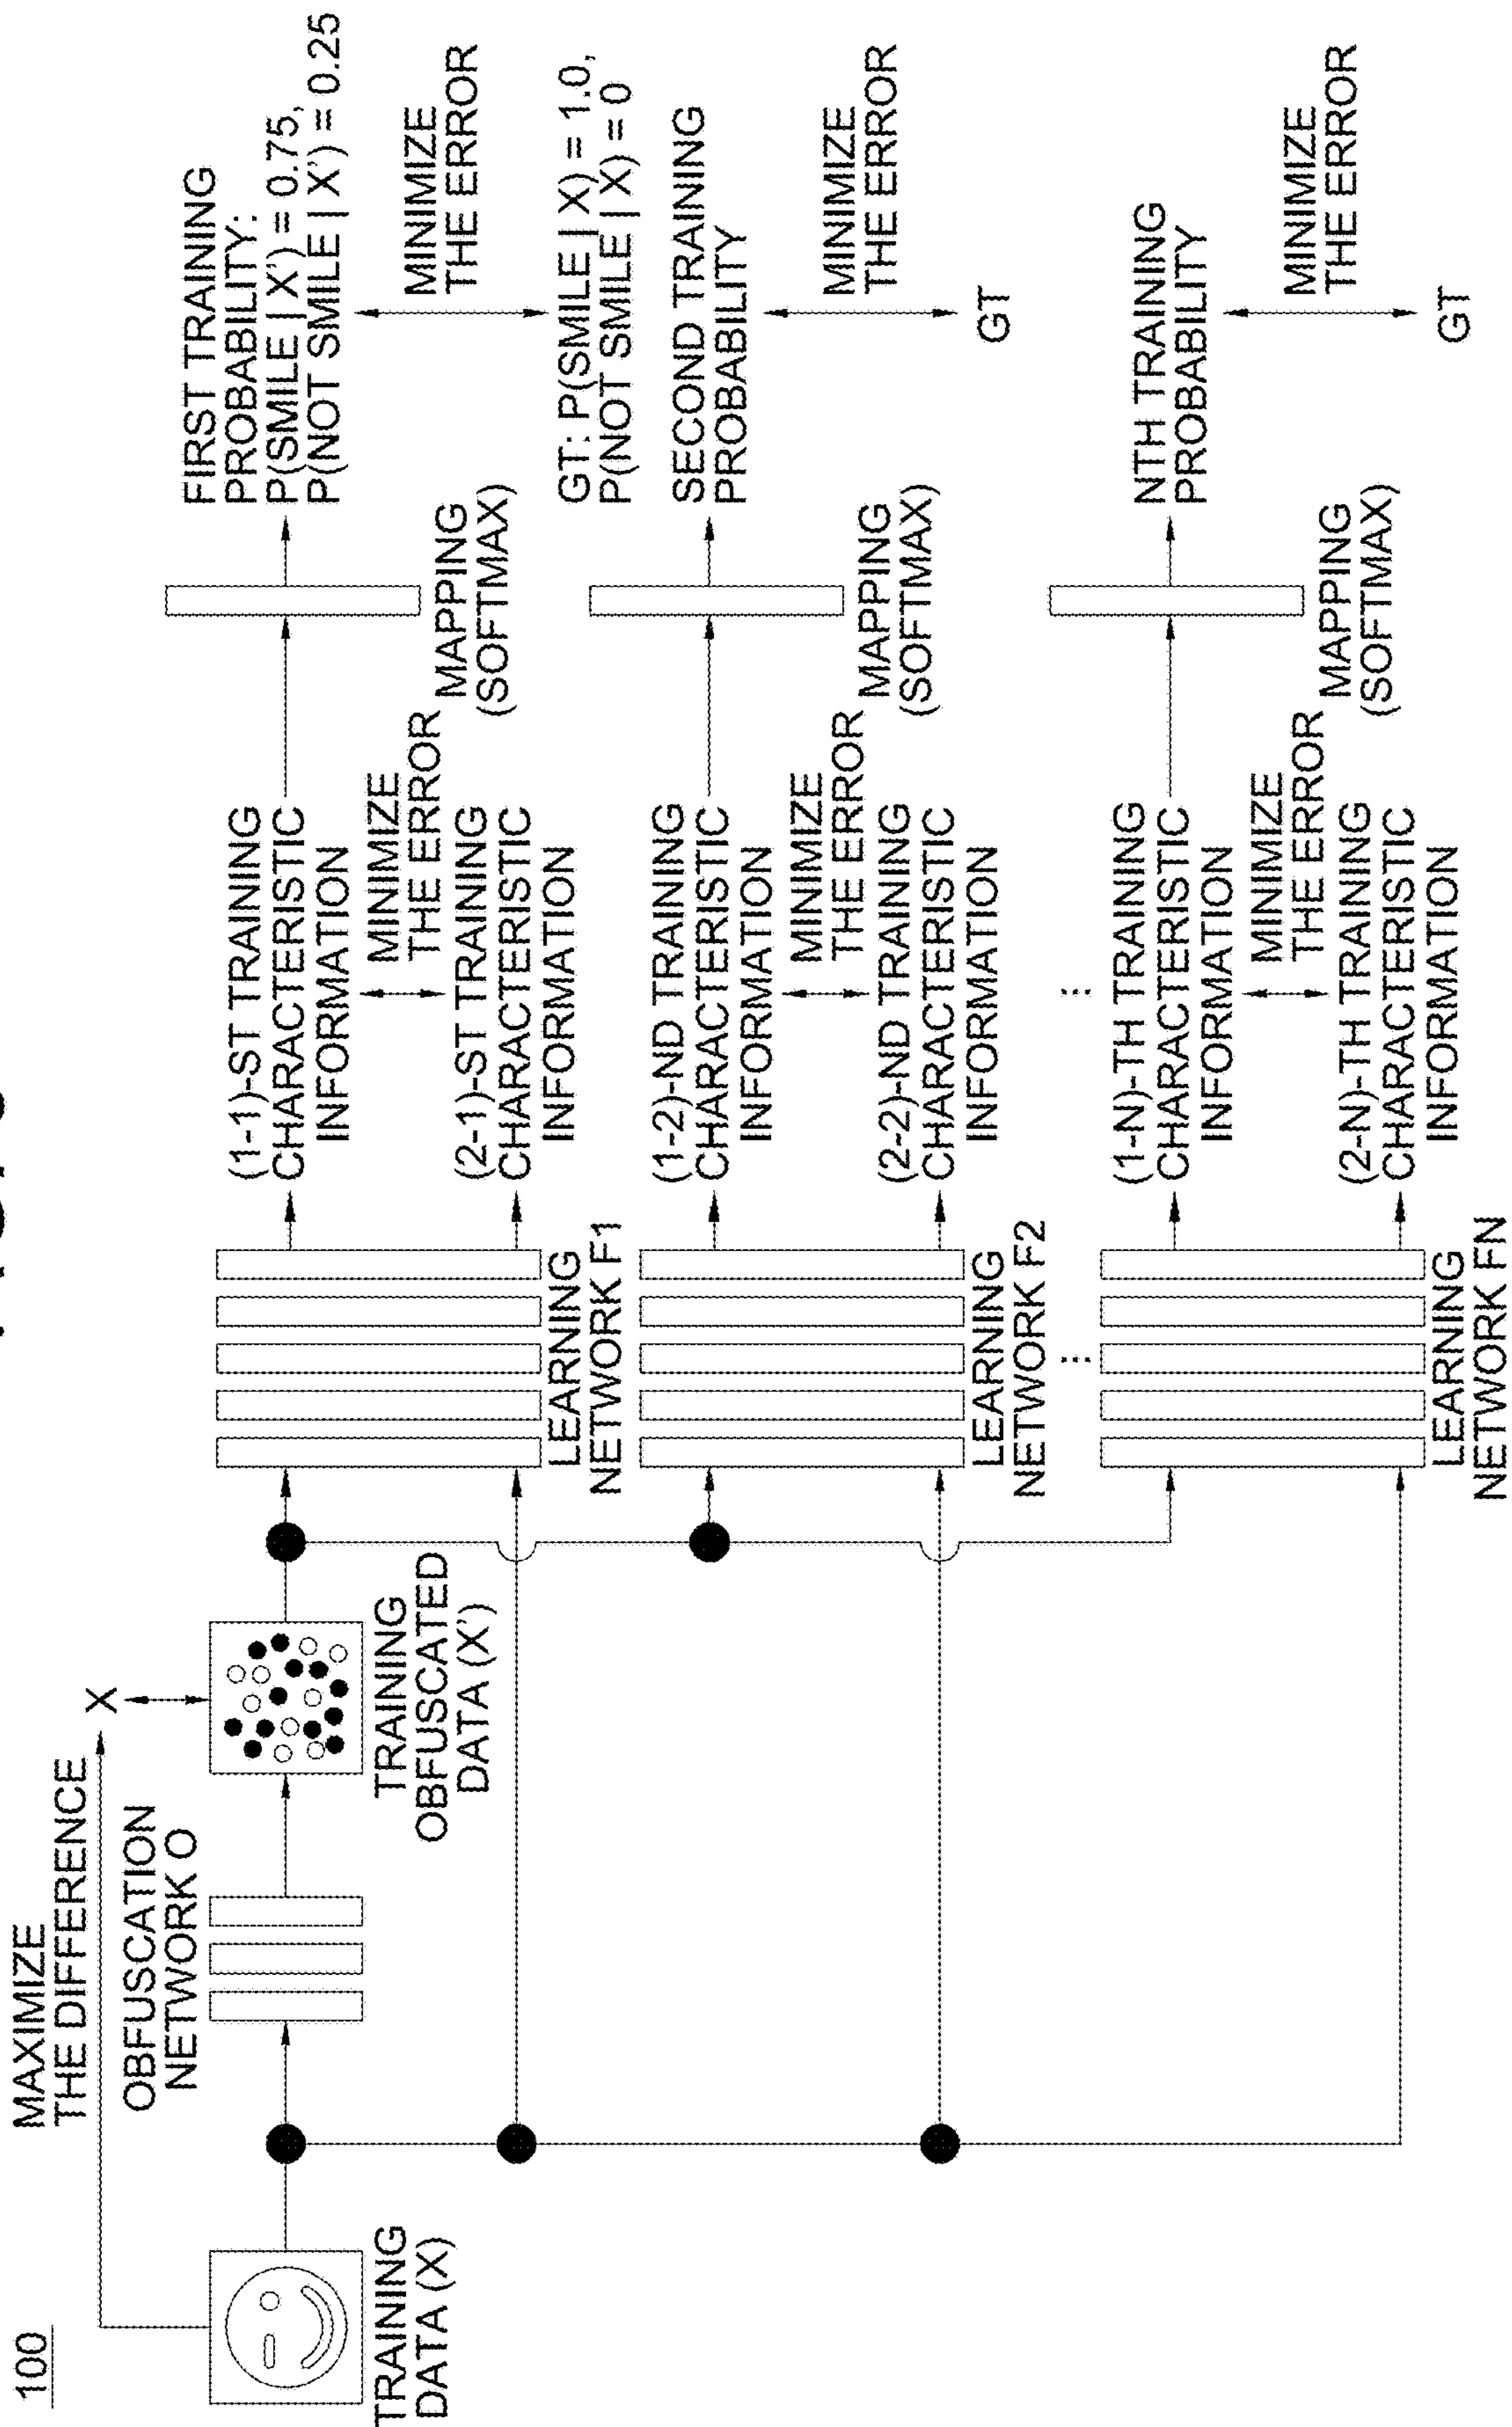 100
MAXIMIZE
THE DIFFERENCE
X
OBFUSCATION
NETWORK O
TRAINING
DATA (X)
TRAINING
OBFUSCATED
DATA (X')
LEARNING
NETWORK F1
(1-1)-ST TRAINING
CHARACTERISTIC
INFORMATION
MINIMIZE
THE ERROR
(2-1)-ST TRAINING
CHARACTERISTIC
INFORMATION
MAPPING
(SOFTMAX)
FIRST TRAINING
PROBABILITY:
P(SMILE | X') = 0.75,
P(NOT SMILE | X') = 0.25
MINIMIZE
THE ERROR
GT: P(SMILE | X) = 1.0,
P(NOT SMILE | X) = 0
LEARNING
NETWORK F2
(1-2)-ND TRAINING
CHARACTERISTIC
INFORMATION
MINIMIZE
THE ERROR
(2-2)-ND TRAINING
CHARACTERISTIC
INFORMATION
MAPPING
(SOFTMAX)
SECOND TRAINING
PROBABILITY
MINIMIZE
THE ERROR
GT
LEARNING
NETWORK FN
(1-N)-TH TRAINING
CHARACTERISTIC
INFORMATION
MINIMIZE
THE ERROR
(2-N)-TH TRAINING
CHARACTERISTIC
INFORMATION
MAPPING
(SOFTMAX)
NTH TRAINING
PROBABILITY
MINIMIZE
THE ERROR
GT